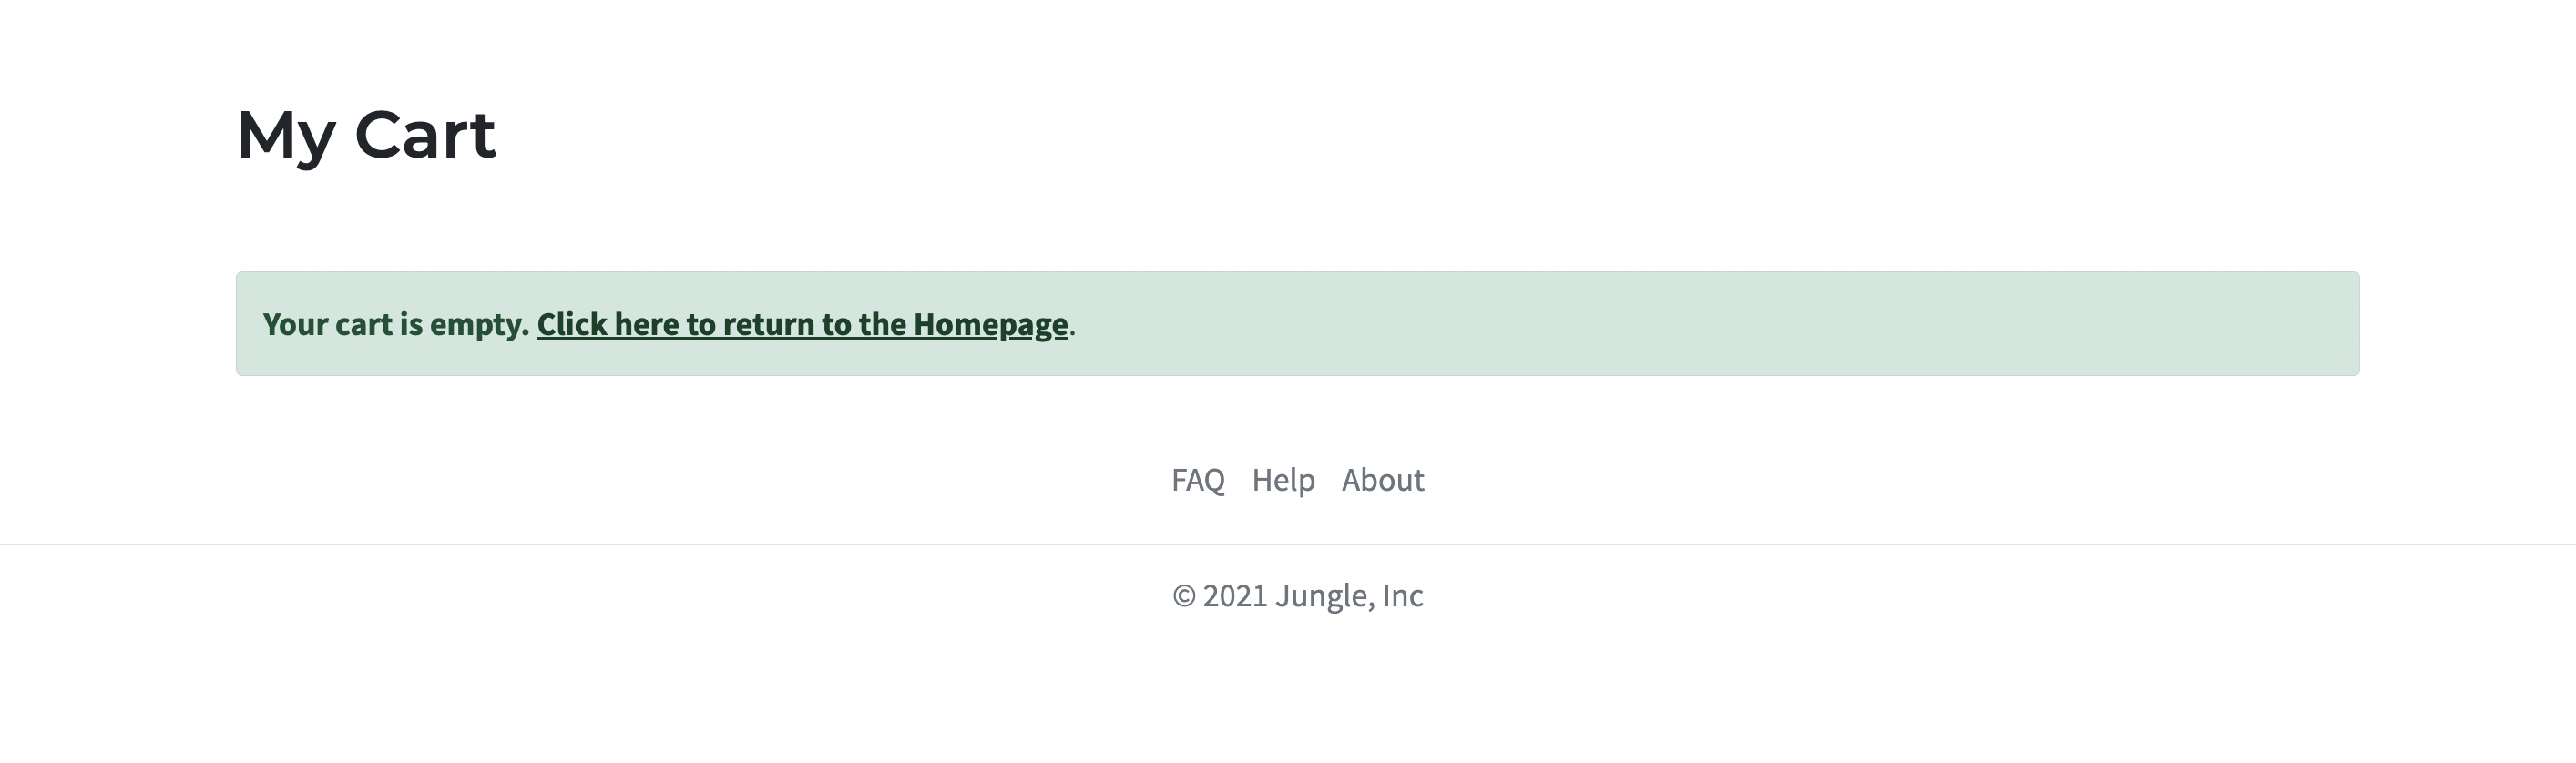 My Cart
Your cart is empty. Click here to return to the Homepage.
FAQ Help About
© 2021 Jungle, Inc